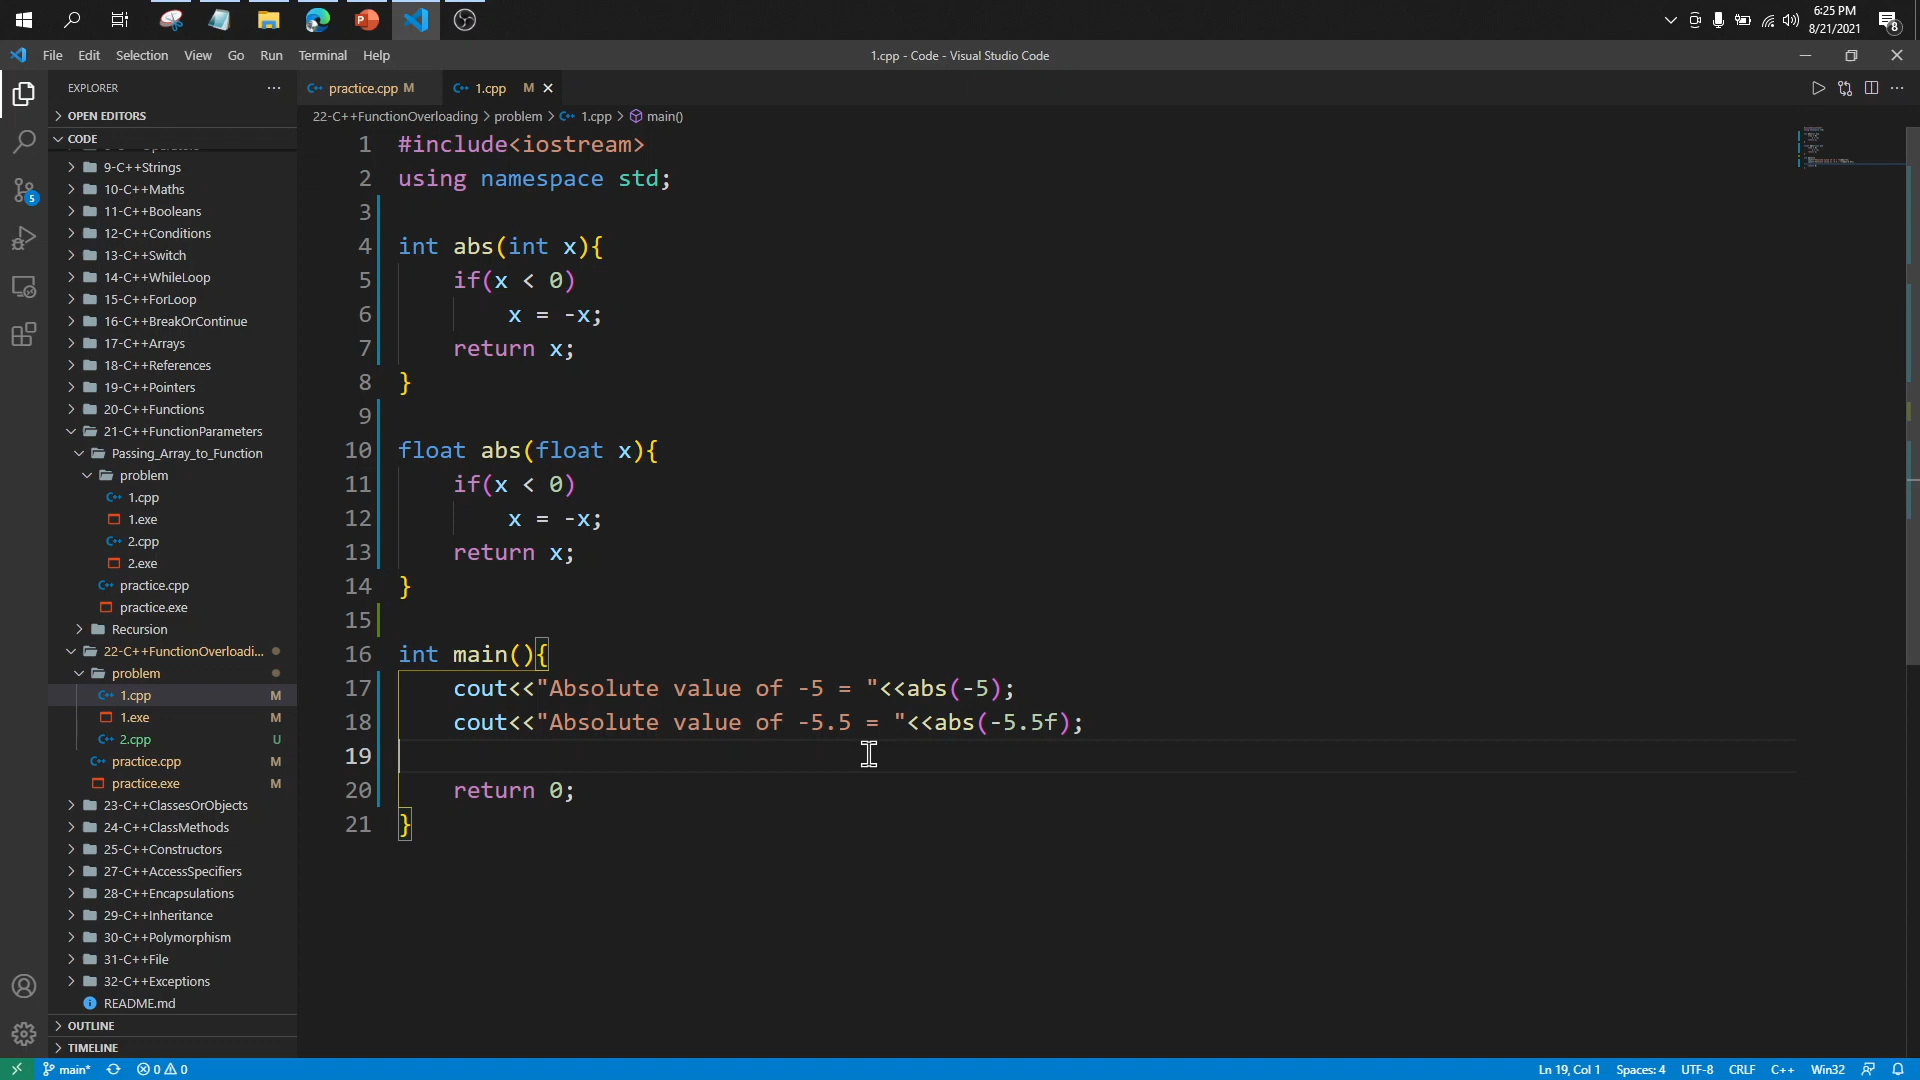 6:25 PM
8/21/2021
8
File Edit Selection View Go Run Terminal Help
1.cpp - Code - Visual Studio Code
EXPLORER
practice.cpp M
1.cpp M
OPEN EDITORS
CODE
22-C++FunctionOverloading > problem > 1.cpp > main()
9-C++Strings
10-C++Maths
11-C++Booleans
12-C++Conditions
13-C++Switch
14-C++WhileLoop
15-C++ForLoop
16-C++BreakOrContinue
17-C++Arrays
18-C++References
19-C++Pointers
20-C++Functions
21-C++FunctionParameters
Passing_Array_to_Function
problem
1.cpp
1.exe
2.cpp
2.exe
practice.cpp
practice.exe
Recursion
22-C++FunctionOverloadi...
problem
1.cpp M
1.exe M
2.cpp U
practice.cpp M
practice.exe M
23-C++ClassesOrObjects
24-C++ClassMethods
25-C++Constructors
27-C++AccessSpecifiers
28-C++Encapsulations
29-C++Inheritance
30-C++Polymorphism
31-C++File
32-C++Exceptions
README.md
OUTLINE
TIMELINE
5
1 #include<iostream>
2 using namespace std;
3
4 int abs(int x){
5 if(x < 0)
6 x = -x;
7 return x;
8 }
9
10 float abs(float x){
11 if(x < 0)
12 x = -x;
13 return x;
14 }
15
16 int main(){
17 cout<<"Absolute value of -5 = "<<abs(-5);
18 cout<<"Absolute value of -5.5 = "<<abs(-5.5f);
19
20 return 0;
21 }
main* 0 0
Ln 19, Col 1 Spaces: 4 UTF-8 CRLF C++ Win32